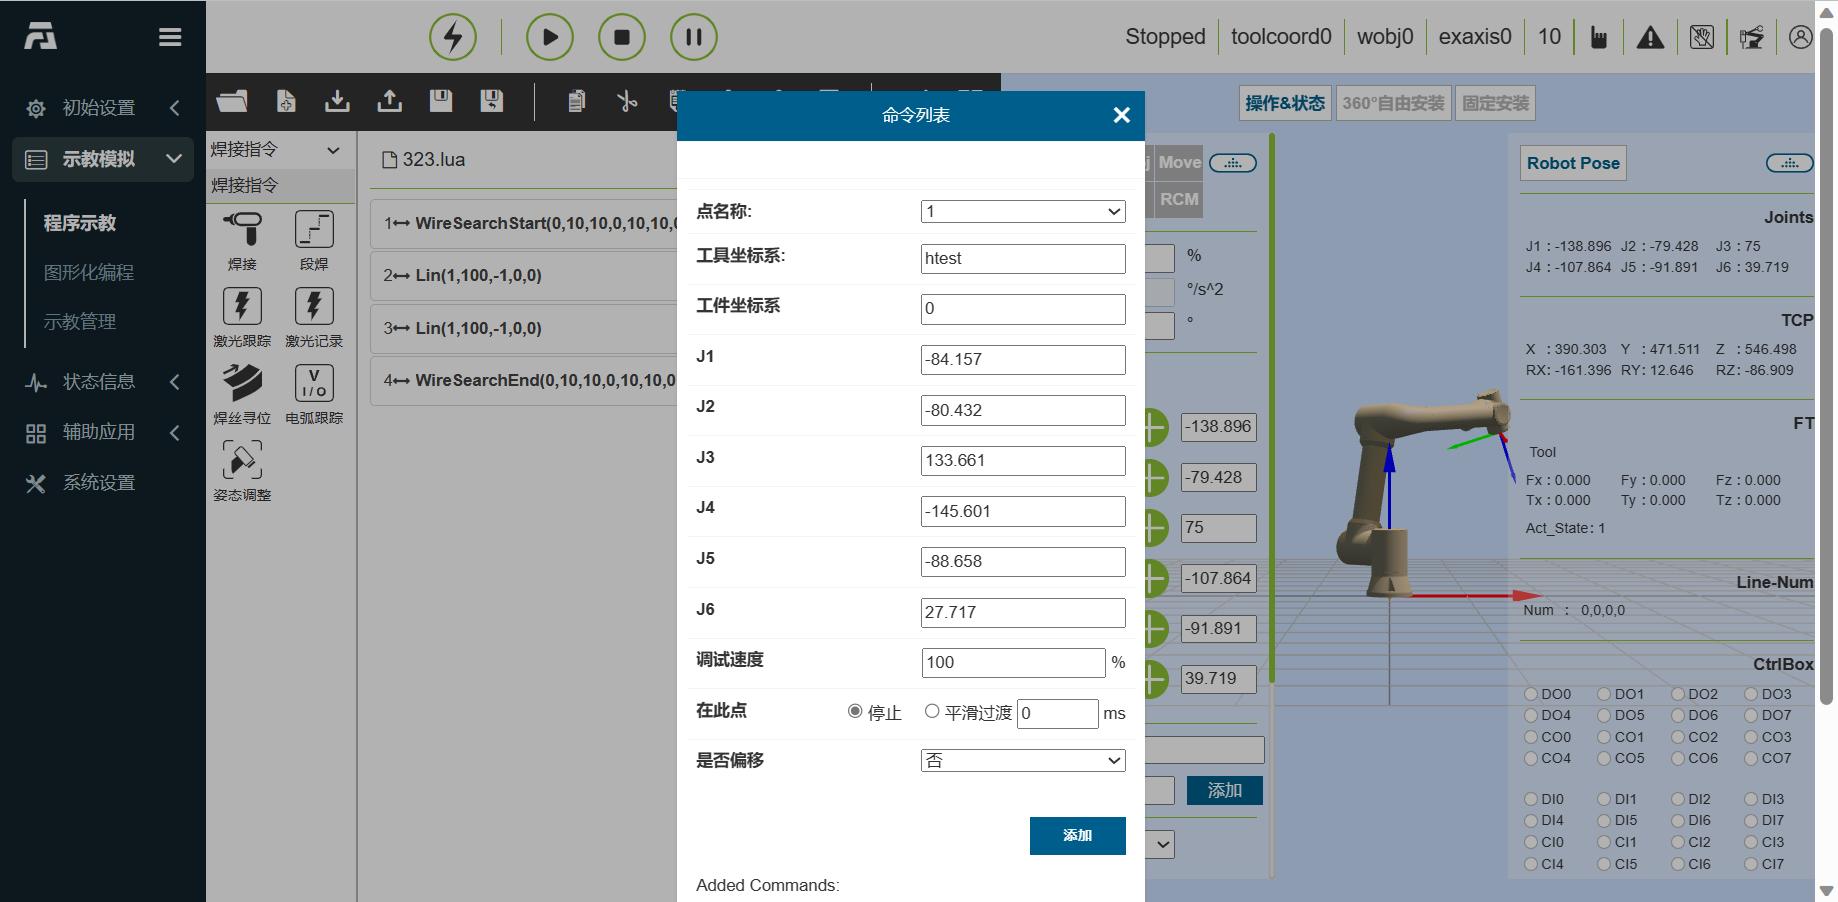 Stopped
toolcoord0
wobj0
exaxis0
10
初始设置
示教模拟
程序示教
图形化编程
示教管理
状态信息
辅助应用
系统设置
焊接指令
焊接指令
焊接
段焊
激光跟踪
激光记录
焊丝寻位
V
I / O
电弧跟踪
姿态调整
323.lua
1 WireSearchStart(0,10,10,0,10,10,0
2 Lin(1,100,-1,0,0)
3 Lin(1,100,-1,0,0)
4 WireSearchEnd(0,10,10,0,10,10,0
命令列表
点名称: 1
工具坐标系: htest
工件坐标系 0
J1 -84.157
J2 -80.432
J3 133.661
J4 -145.601
J5 -88.658
J6 27.717
调试速度 100 %
在此点 停止 平滑过渡 0 ms
是否偏移 否
添加
Added Commands:
Move
RCM
%
°/s^2
°
-138.896
-79.428
75
-107.864
-91.891
39.719
添加
操作&状态
360°自由安装
固定安装
Robot Pose
Joints
J1 : -138.896 J2 : -79.428 J3 : 75
J4 : -107.864 J5 : -91.891 J6 : 39.719
TCP
X : 390.303 Y : 471.511 Z : 546.498
RX: -161.396 RY: 12.646 RZ: -86.909
FT
Tool
Fx : 0.000 Fy : 0.000 Fz : 0.000
Tx : 0.000 Ty : 0.000 Tz : 0.000
Act_State: 1
Line-Num
Num : 0,0,0,0
CtrlBox
DO0 DO1 DO2 DO3
DO4 DO5 DO6 DO7
CO0 CO1 CO2 CO3
CO4 CO5 CO6 CO7
DI0 DI1 DI2 DI3
DI4 DI5 DI6 DI7
CI0 CI1 CI2 CI3
CI4 CI5 CI6 CI7